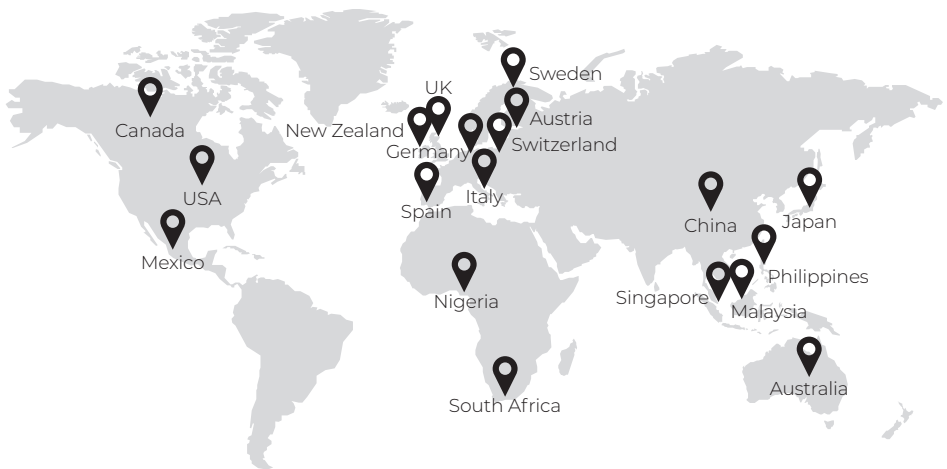 Sweden
UK
Austria
Canada
New Zealand
Switzerland
Germany
USA
Italy
Spain
China
Japan
Mexico
Philippines
Singapore
Nigeria
Malaysia
Australia
South Africa